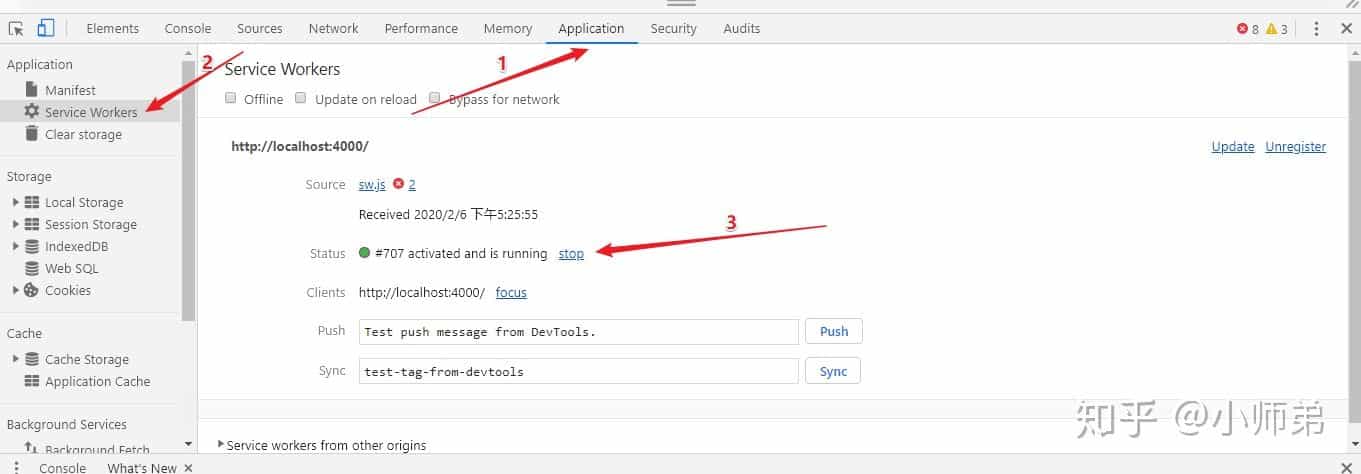 Elements Console Sources Network Performance Memory Application Security Audits 8 3
Application
Manifest
Service Workers
Clear storage
Storage
Local Storage
Session Storage
IndexedDB
Web SQL
Cookies
Cache
Cache Storage
Application Cache
Background Services
Background Fetch
2
1
Service Workers
Offline Update on reload Bypass for network
http://localhost:4000/ Update Unregister
Source sw.js 2
Received 2020/2/6 下午5:25:55
3
Status #707 activated and is running stop
Clients http://localhost:4000/ focus
Push Test push message from DevTools. Push
Sync test-tag-from-devtools Sync
知乎 @小师弟
Service workers from other origins
Console What's New